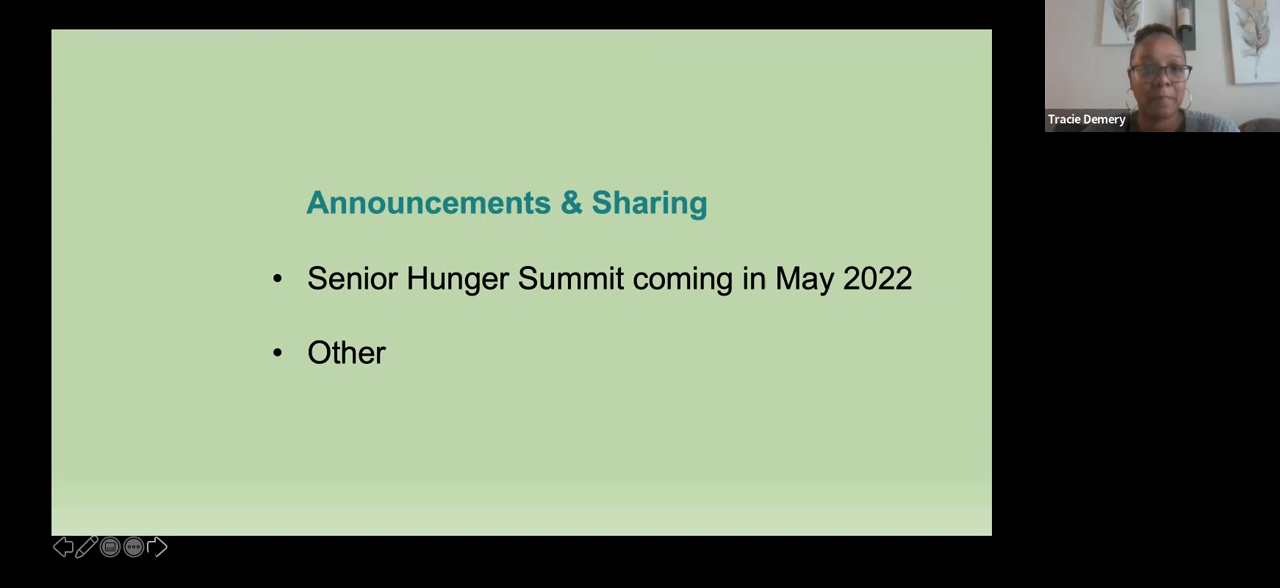 Announcements & Sharing
• Senior Hunger Summit coming in May 2022
• Other
Tracie Demery